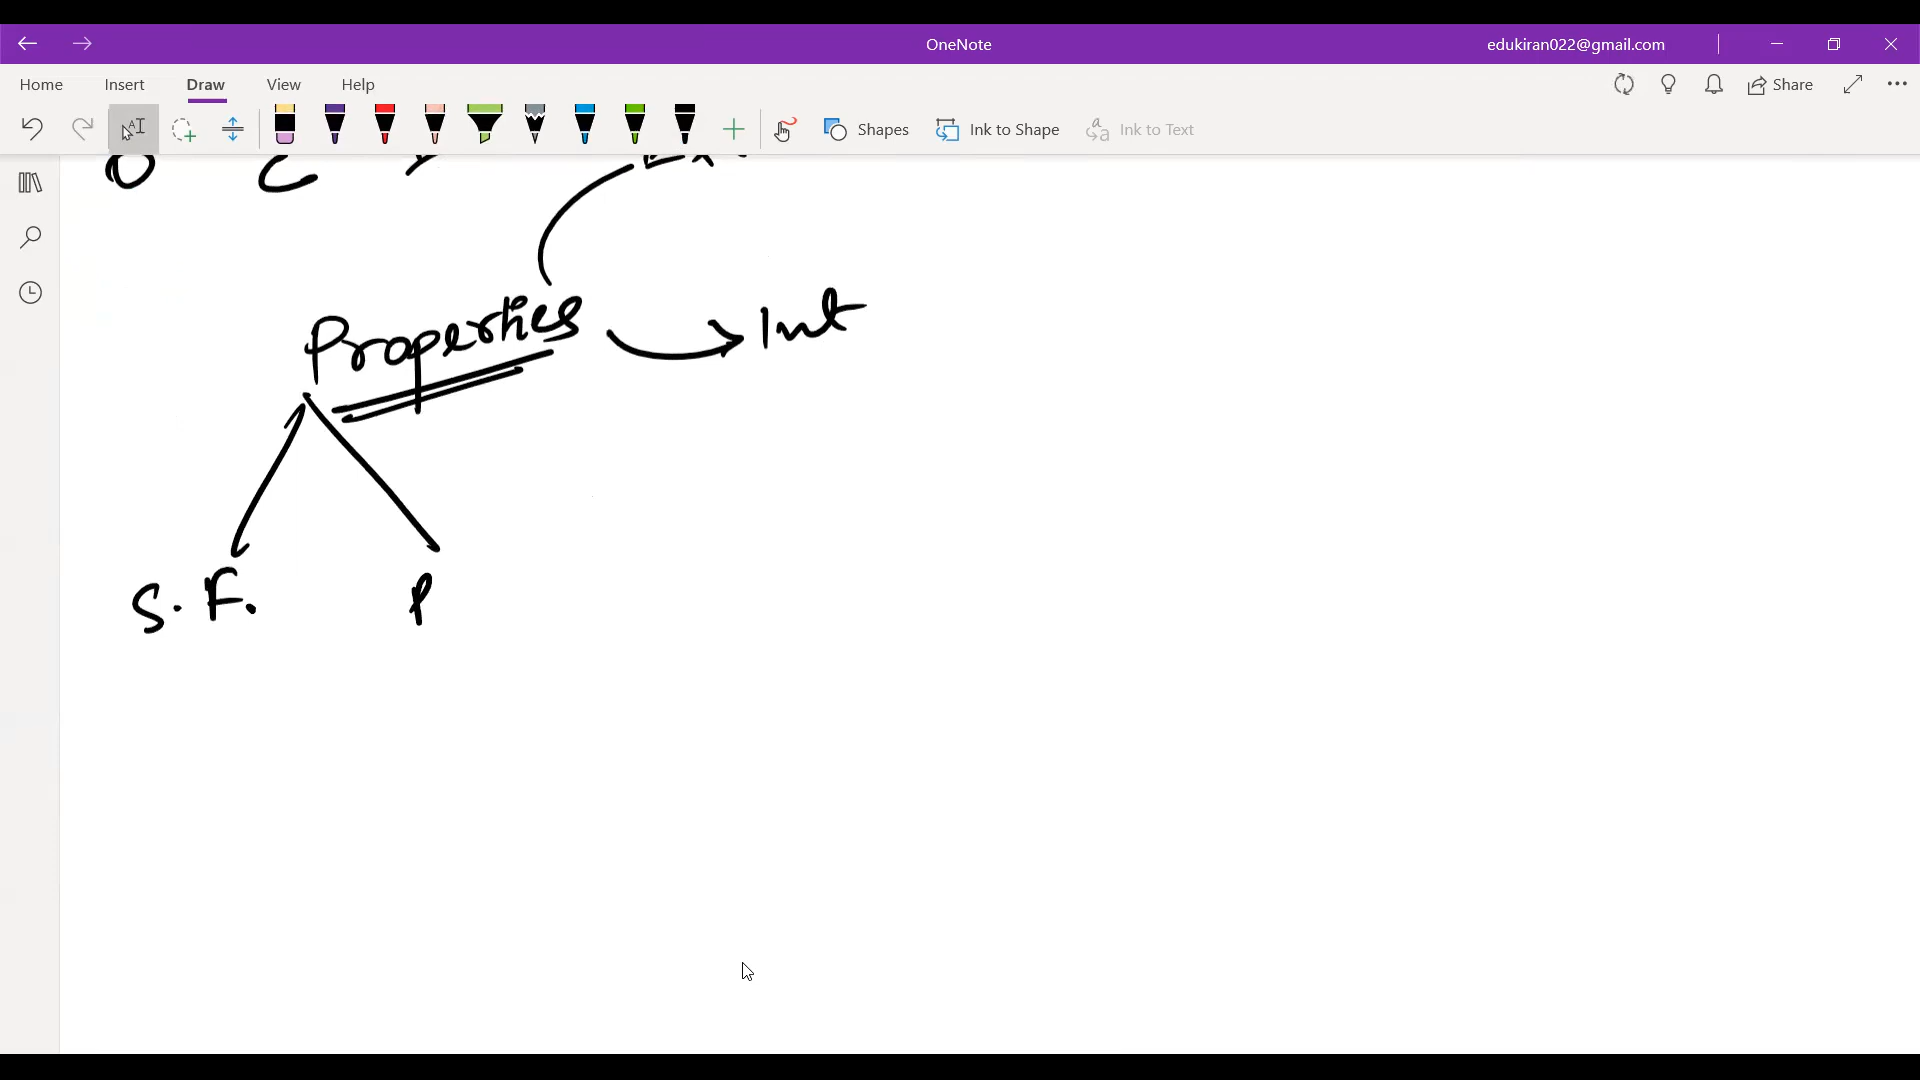 OneNote
edukiran022@gmail.com
Home Insert Draw View Help
Share
Shapes
Ink to Shape
Ink to Text
O C Ex
Properties Int
S. F. P